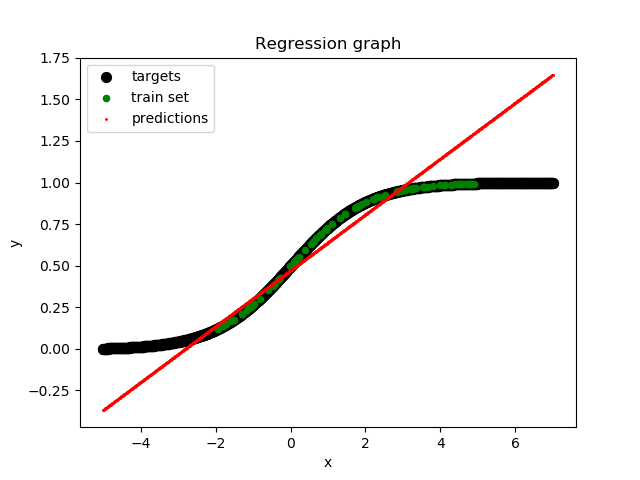 Regression graph
targets
train set
predictions
1.75
1.50
1.25
1.00
0.75
0.50
0.25
0.00
−0.25
y
−4 −2 0 2 4 6
x